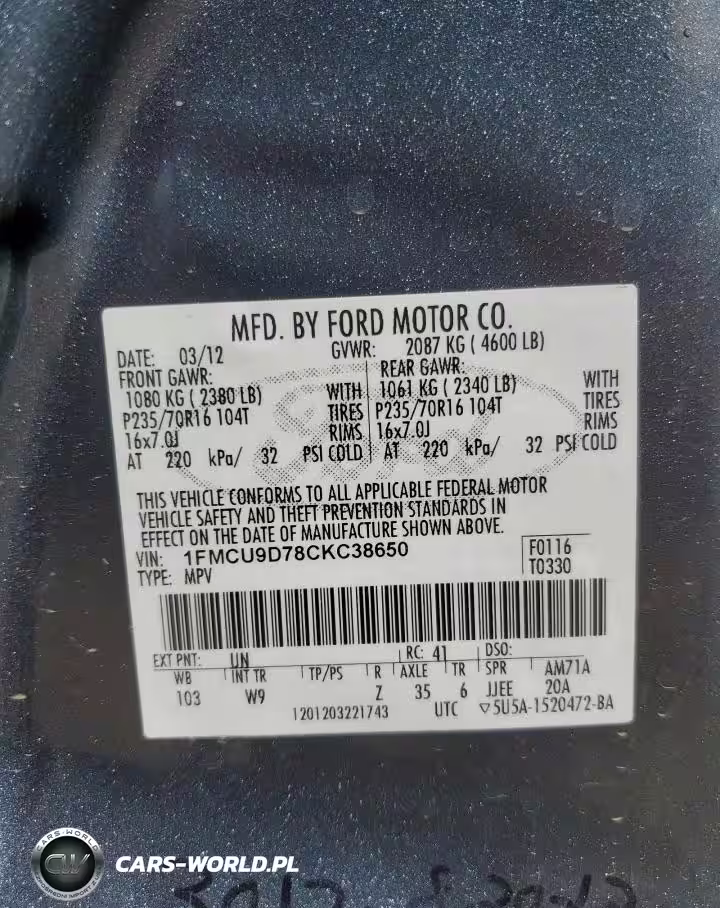 MFD. BY FORD MOTOR CO.
DATE: 03/12 GVWR: 2087 KG ( 4600 LB)
FRONT GAWR: REAR GAWR:
1080 KG ( 2380 LB) WITH 1061 KG ( 2340 LB) WITH
P235/70R16 104T TIRES P235/70R16 104T TIRES
16x7.0J RIMS 16x7.0J RIMS
AT 220 kPa/ 32 PSI COLD AT 220 kPa/ 32 PSI COLD
THIS VEHICLE CONFORMS TO ALL APPLICABLE FEDERAL MOTOR
VEHICLE SAFETY AND THEFT PREVENTION STANDARDS IN
EFFECT ON THE DATE OF MANUFACTURE SHOWN ABOVE.
VIN: 1FMCU9D78CKC38650 F0116
TYPE: MPV T0330
EXT PNT: UN RC: 41 DSO:
WB INT TR TP/PS R AXLE TR SPR AM71A
103 W9 Z 35 6 JJEE 20A
1201203221743 UTC ▽5U5A-1520472-BA
CARS-WORLD
CW
CARS-WORLD.PL